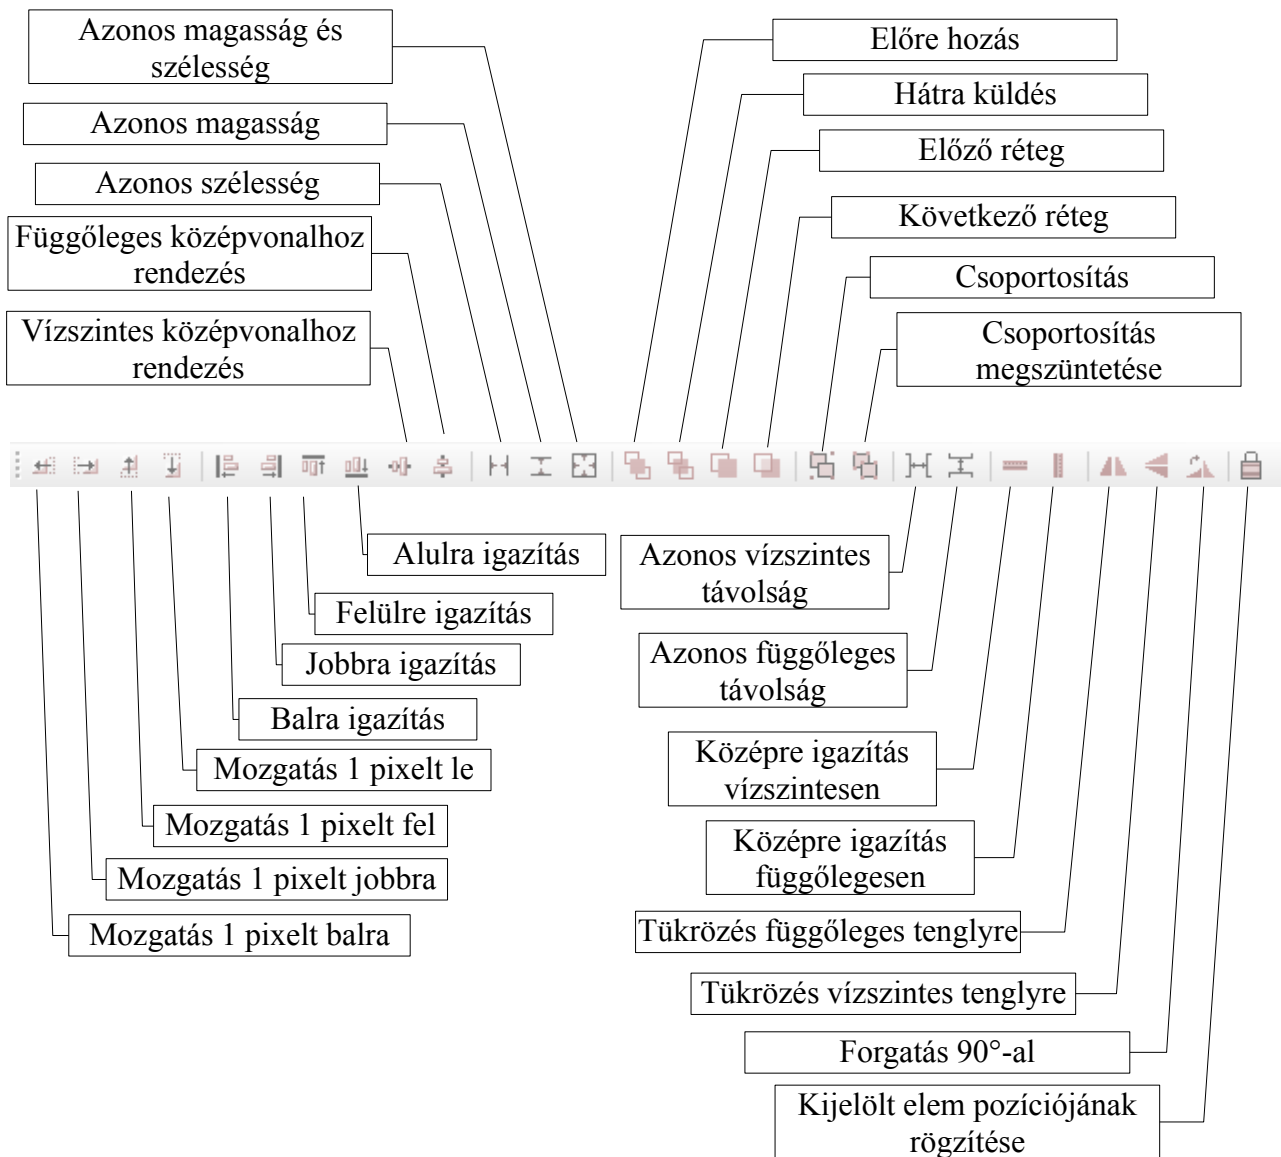 Azonos magasság és
szélesség
Azonos magasság
Azonos szélesség
Függőleges középvonalhoz
rendezés
Vízszintes középvonalhoz
rendezés
Előre hozás
Hátra küldés
Előző réteg
Következő réteg
Csoportosítás
Csoportosítás
megszüntetése
Alulra igazítás
Felülre igazítás
Jobbra igazítás
Balra igazítás
Mozgatás 1 pixelt le
Mozgatás 1 pixelt fel
Mozgatás 1 pixelt jobbra
Mozgatás 1 pixelt balra
Azonos vízszintes
távolság
Azonos függőleges
távolság
Középre igazítás
vízszintesen
Középre igazítás
függőlegesen
Tükrözés függőleges tenglyre
Tükrözés vízszintes tenglyre
Forgatás 90°-al
Kijelölt elem pozíciójának
rögzítése